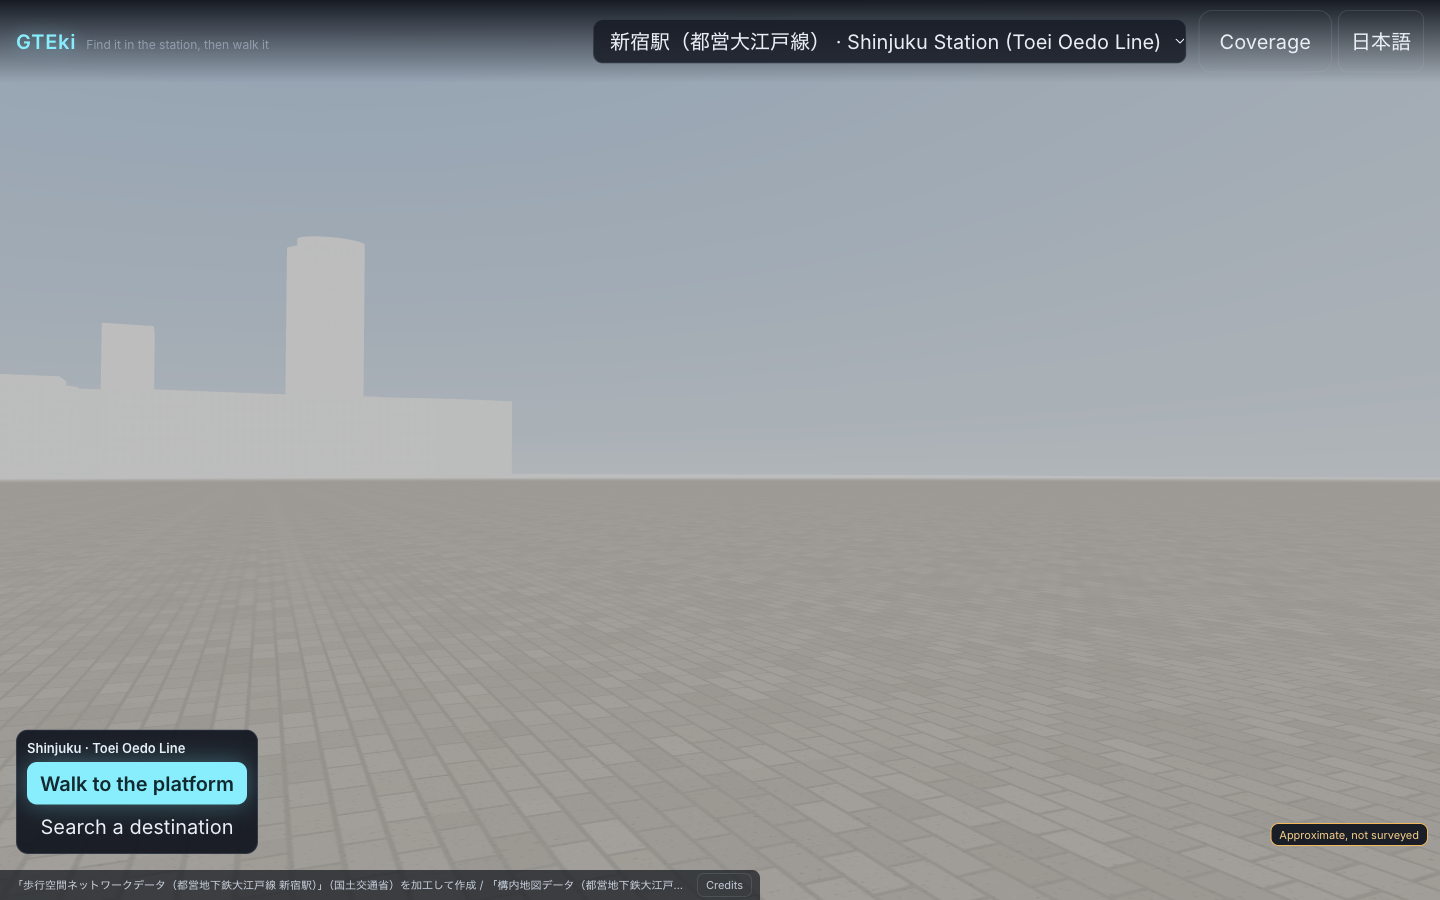 GTEki Find it in the station, then walk it
新宿駅（都営大江戸線） · Shinjuku Station (Toei Oedo Line)
Coverage
日本語
Shinjuku · Toei Oedo Line
Walk to the platform
Search a destination
Approximate, not surveyed
「歩行空間ネットワークデータ（都営地下鉄大江戸線 新宿駅）」（国土交通省）を加工して作成 / 「構内地図データ（都営地下鉄大江戸...
Credits